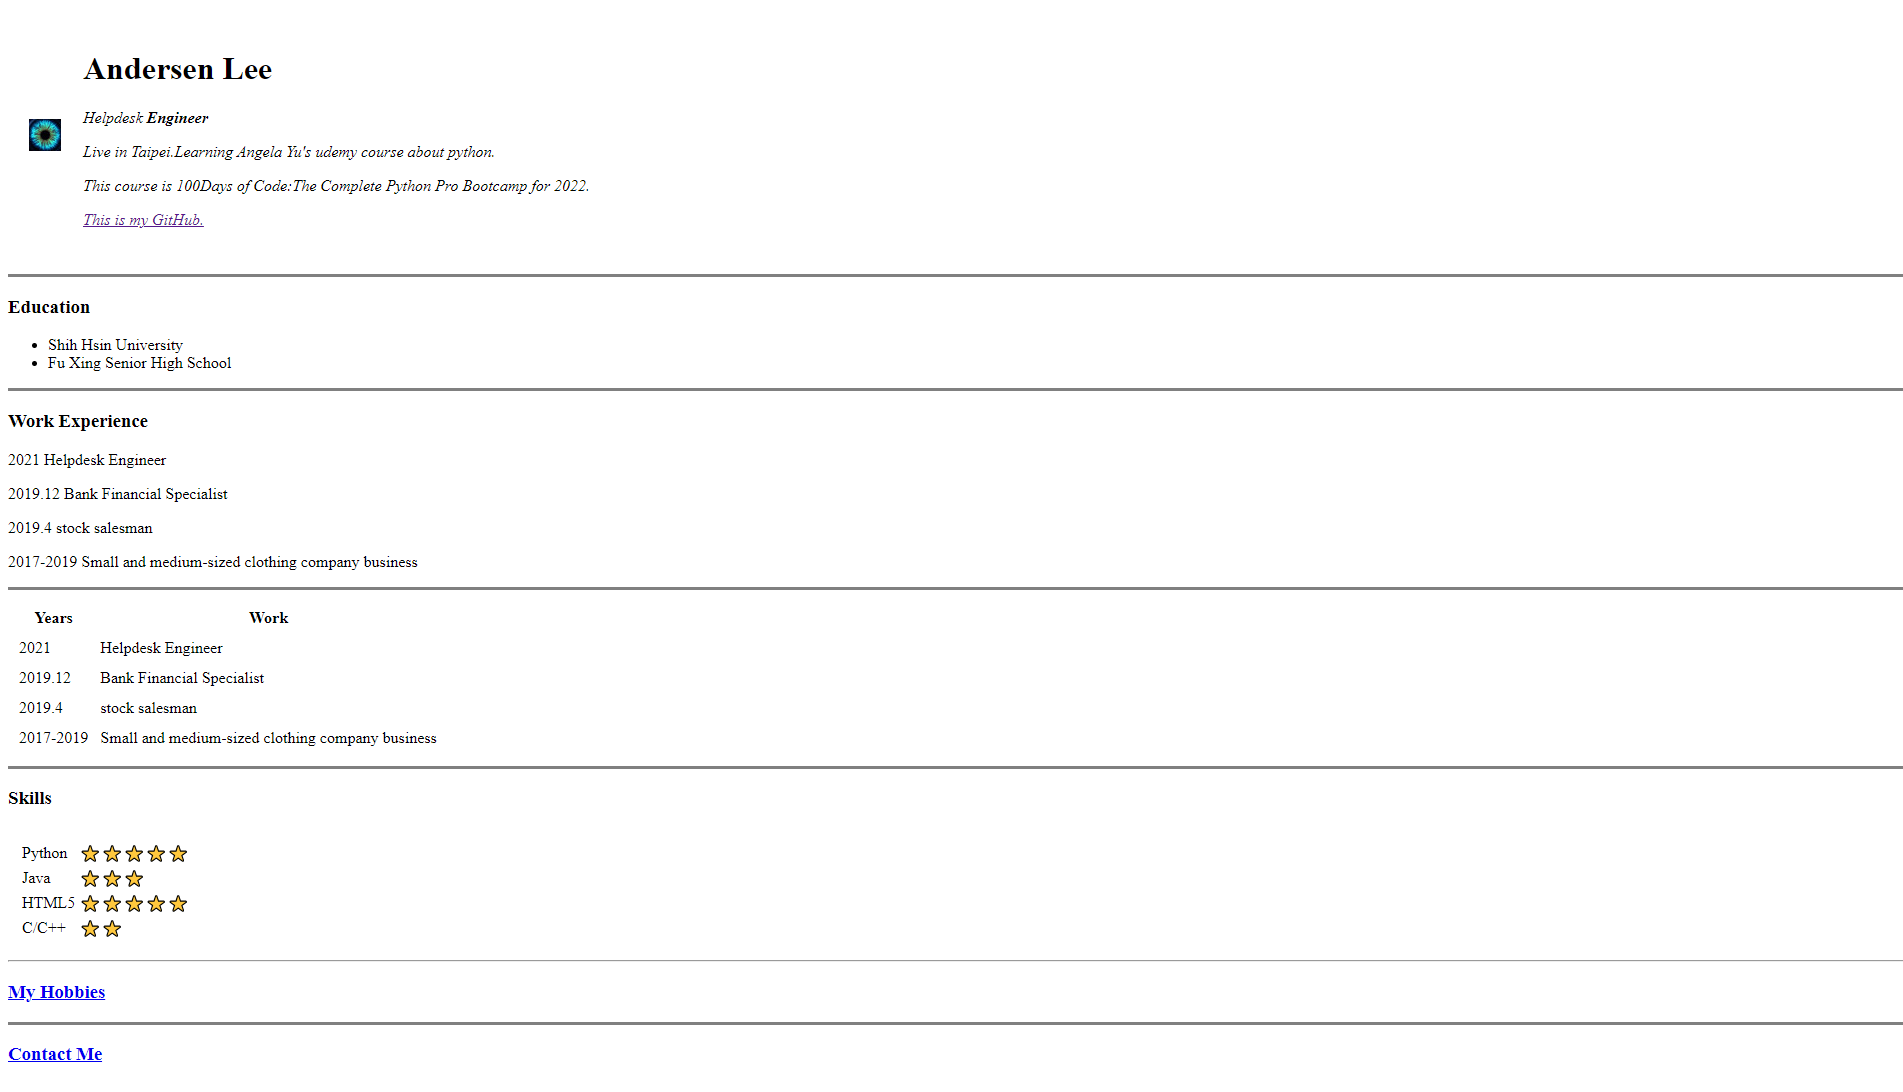 Andersen Lee
Helpdesk Engineer
Live in Taipei.Learning Angela Yu's udemy course about python.
This course is 100Days of Code:The Complete Python Pro Bootcamp for 2022.
This is my GitHub.
Education
Shih Hsin University
Fu Xing Senior High School
Work Experience
2021 Helpdesk Engineer
2019.12 Bank Financial Specialist
2019.4 stock salesman
2017-2019 Small and medium-sized clothing company business
Years Work
2021 Helpdesk Engineer
2019.12 Bank Financial Specialist
2019.4 stock salesman
2017-2019 Small and medium-sized clothing company business
Skills
Python
Java
HTML5
C/C++
My Hobbies
Contact Me